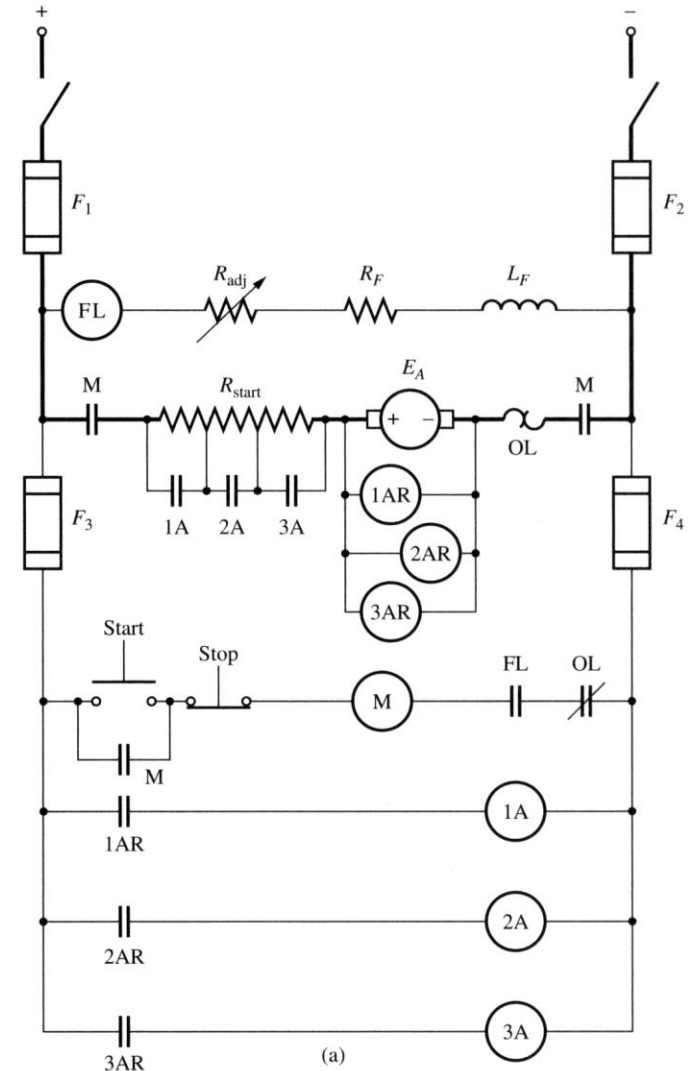 + −
F1 F2
Radj RF LF
FL
M Rstart EA M
+ −
OL
1A 2A 3A
1AR
F3 F4
2AR
3AR
Start
Stop
FL OL
M
M
1A
1AR
2A
2AR
3A
3AR
(a)